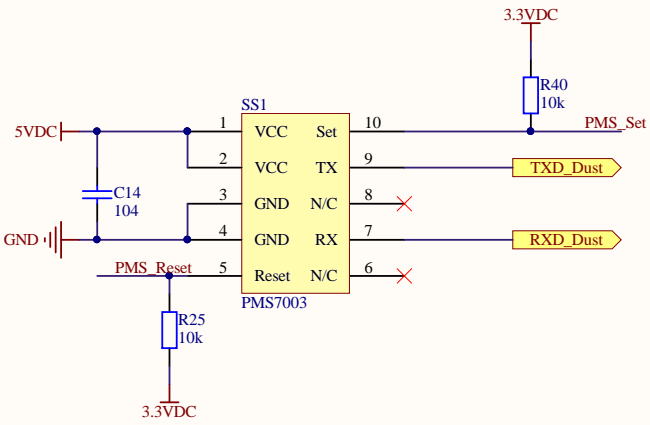 3.3VDC
R40
10k
SS1
1 VCC Set 10 PMS_Set
5VDC
2 VCC TX 9 TXD_Dust
C14
104
3 GND N/C 8
GND 4 GND RX 7 RXD_Dust
PMS_Reset 5 Reset N/C 6
PMS7003
R25
10k
3.3VDC